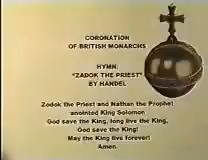 CORONATION
OF BRITISH MONARCHS
HYMN:
"ZADOK THE PRIEST"
BY HANDEL
Zadok the Priest and Nathan the Prophet
anointed King Solomon
God save the King, long live the King,
God save the King!
May the King live forever!
Amen.